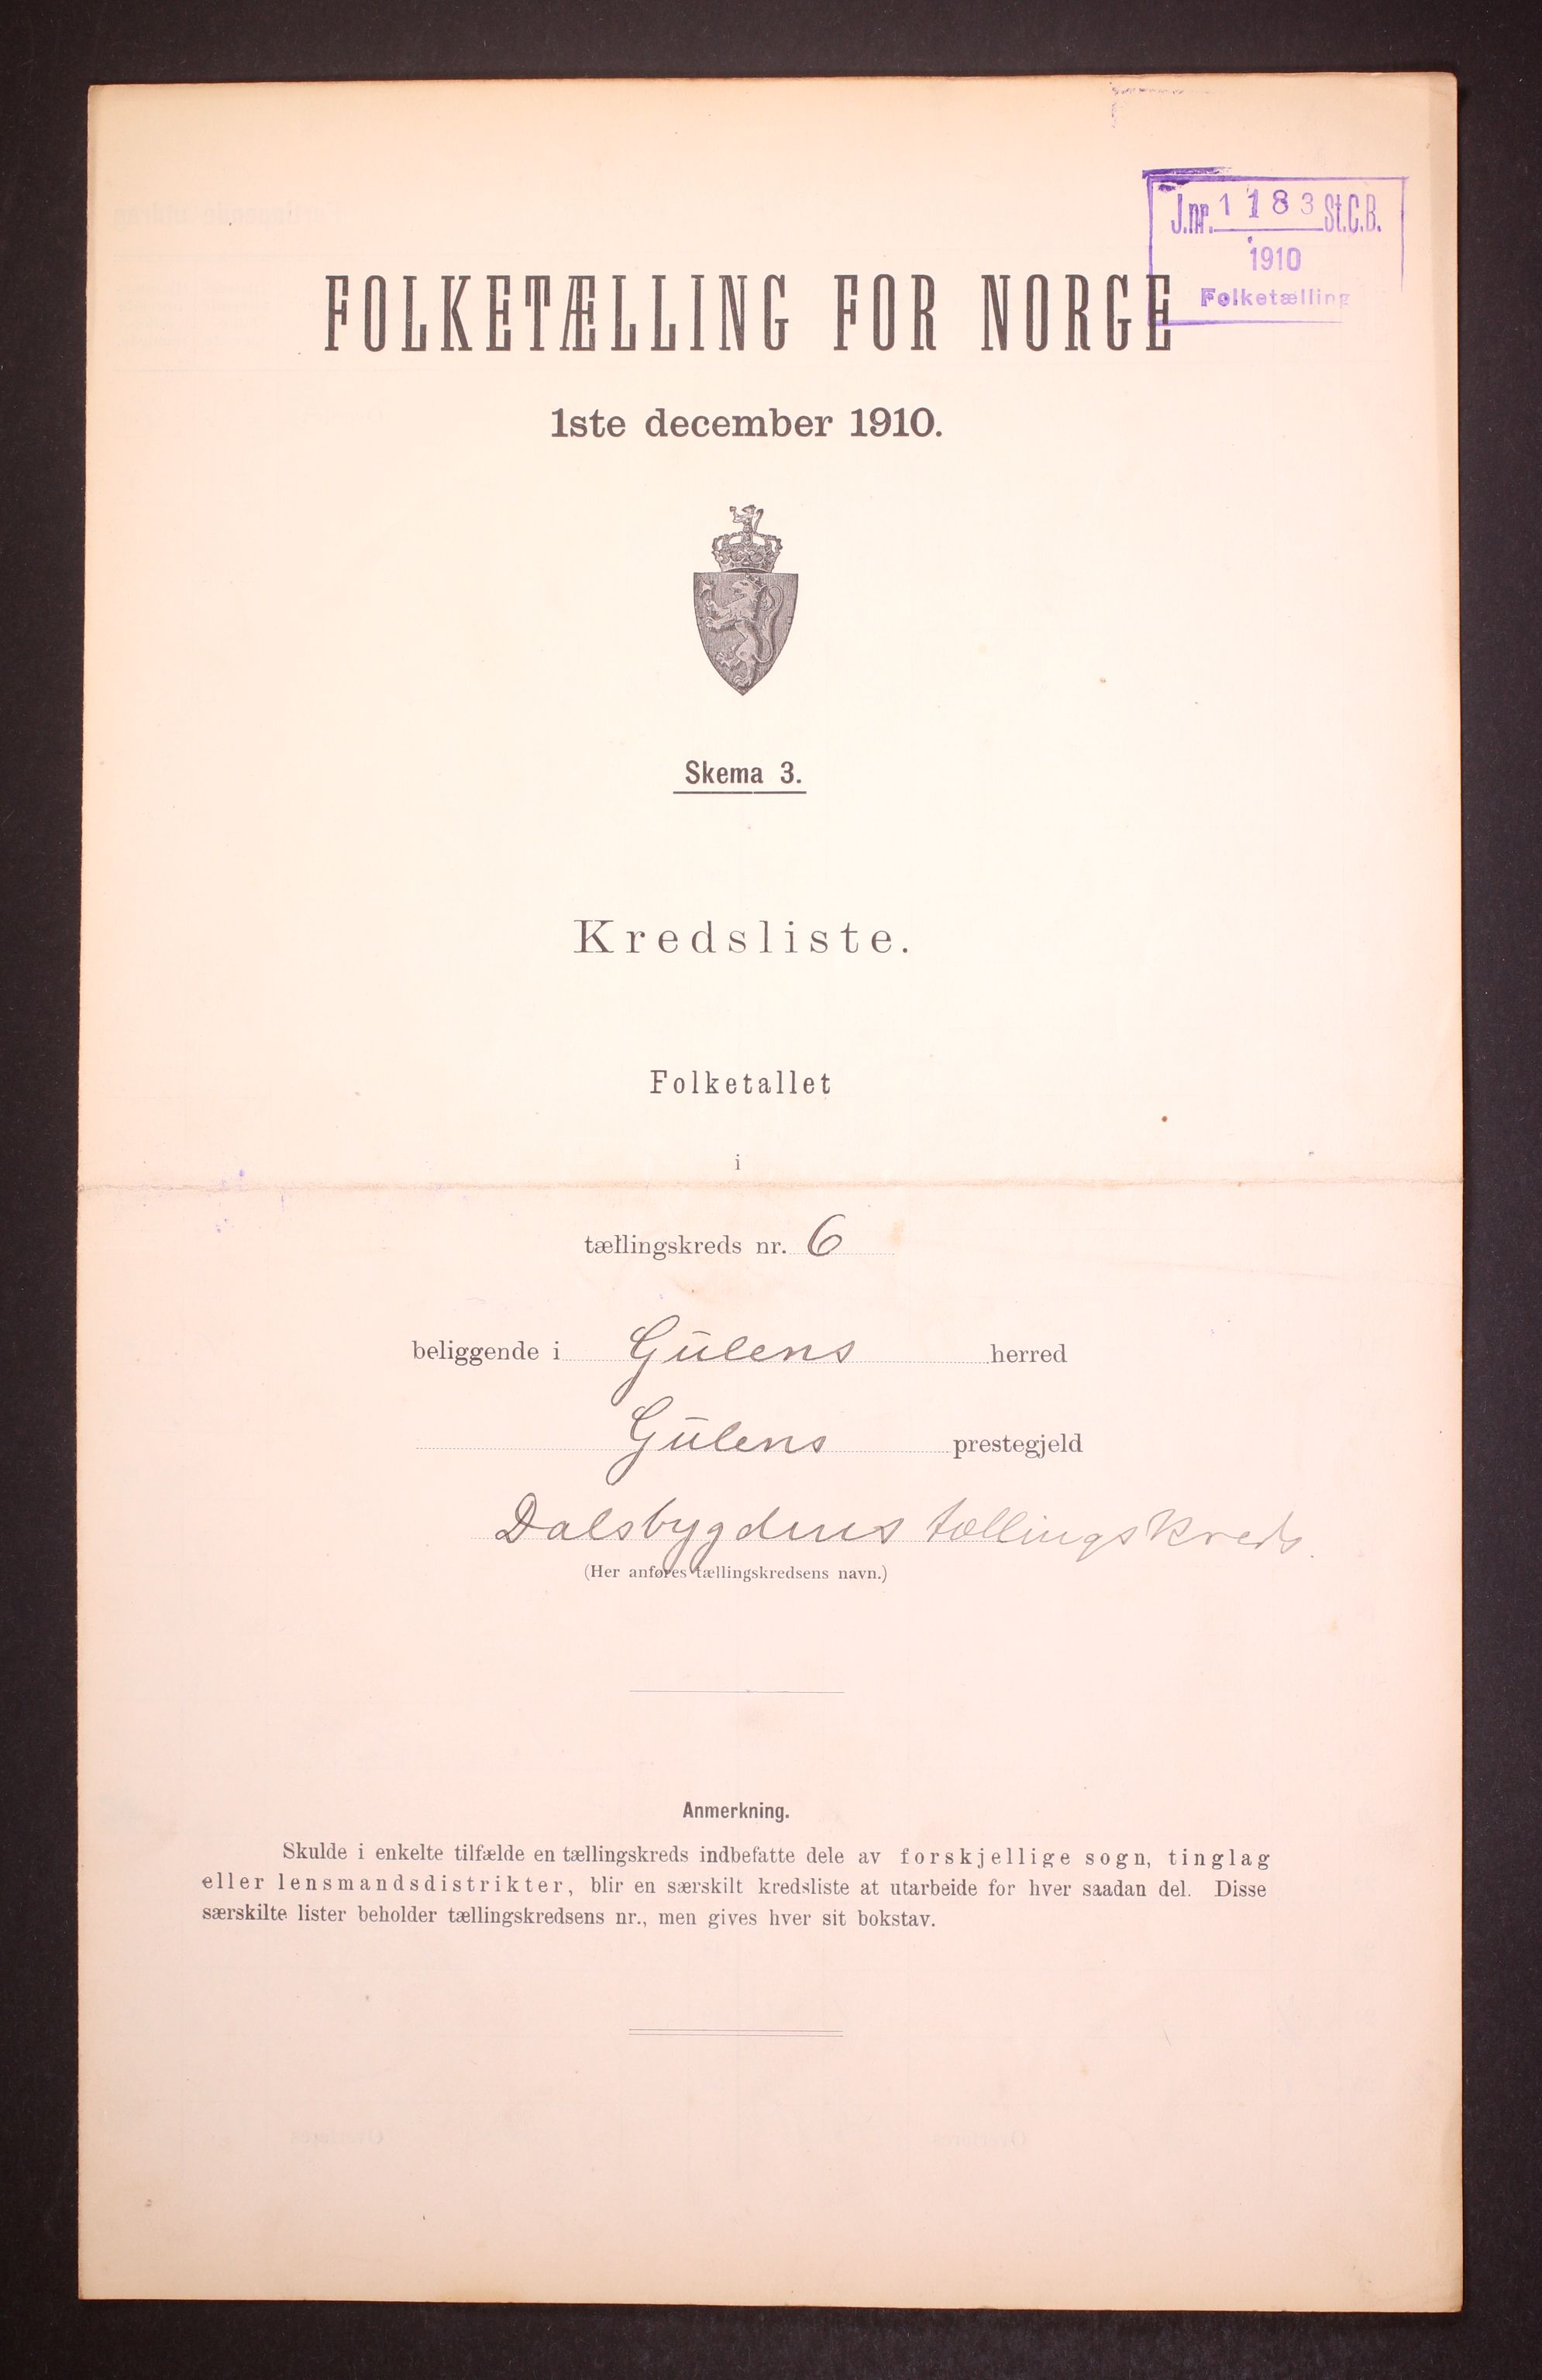 J.nr. 1183 St.C.B.
1910
Folketælling
FOLKETÆLLING FOR NORGE
1ste december 1910.
Skema 3.
Kredsliste.
Folketallet
i
tællingskreds nr. 6
beliggende i Gulens herred
Gulens prestegjeld
Dalsbygdens tællingskreds.
(Her anføres tællingskredsens navn.)
Anmerkning.
Skulde i enkelte tilfælde en tællingskreds indbefatte dele av forskjellige sogn, tinglag
eller lensmandsdistrikter, blir en særskilt kredsliste at utarbeide for hver saadan del. Disse
særskilte lister beholder tællingskredsens nr., men gives hver sit bokstav.